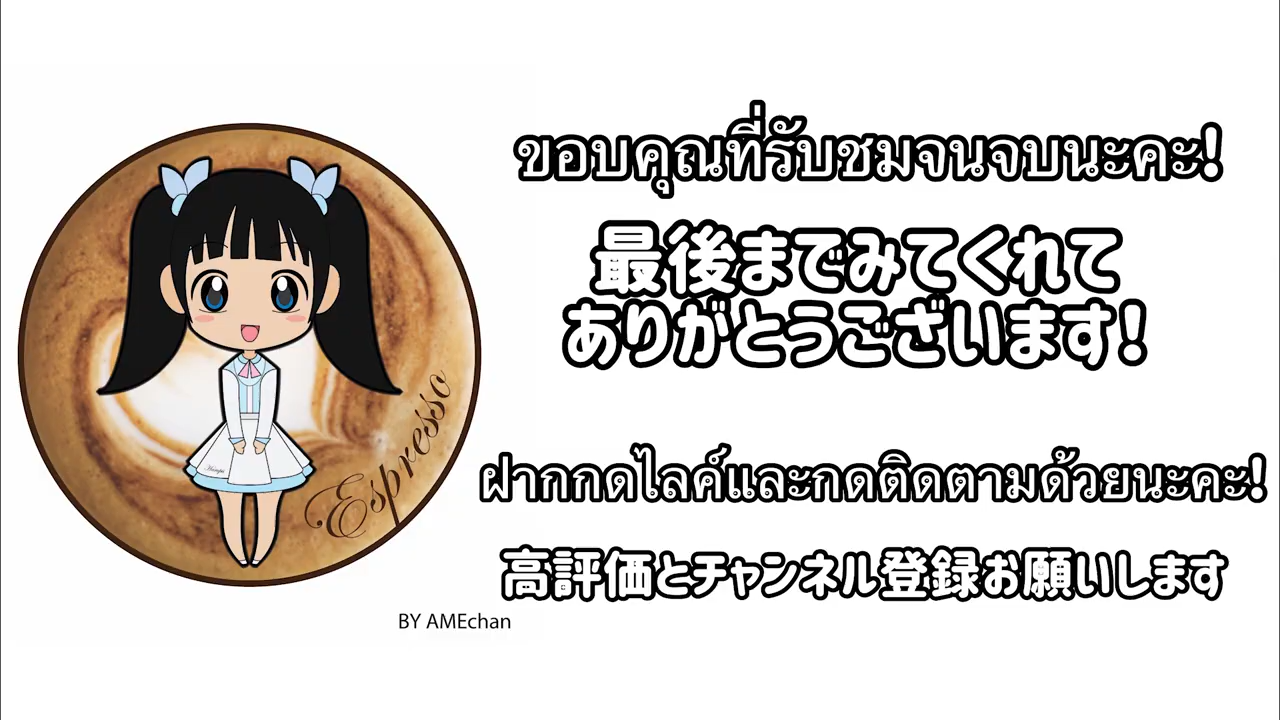 ขอบคุณที่รับชมจนจบนะคะ!
最後までみてくれて
ありがとうございます!
Espresso
ฝากกดไลค์และกดติดตามด้วยนะคะ!
高評価とチャンネル登録お願いします
BY AMEchan